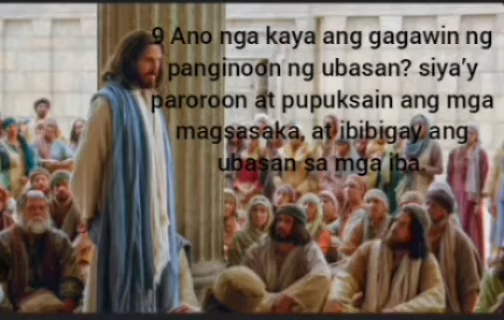 9 Ano nga kaya ang gagawin ng
panginoon ng ubasan? siya'y
paroroon at pupuksain ang mga
magsasaka, at ibibigay ang
ubasan sa mga iba.